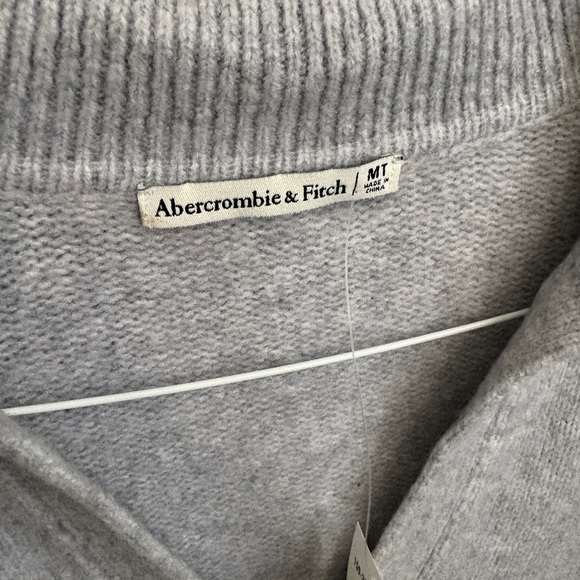 Abercrombie & Fitch / MT
MADE IN
CHINA